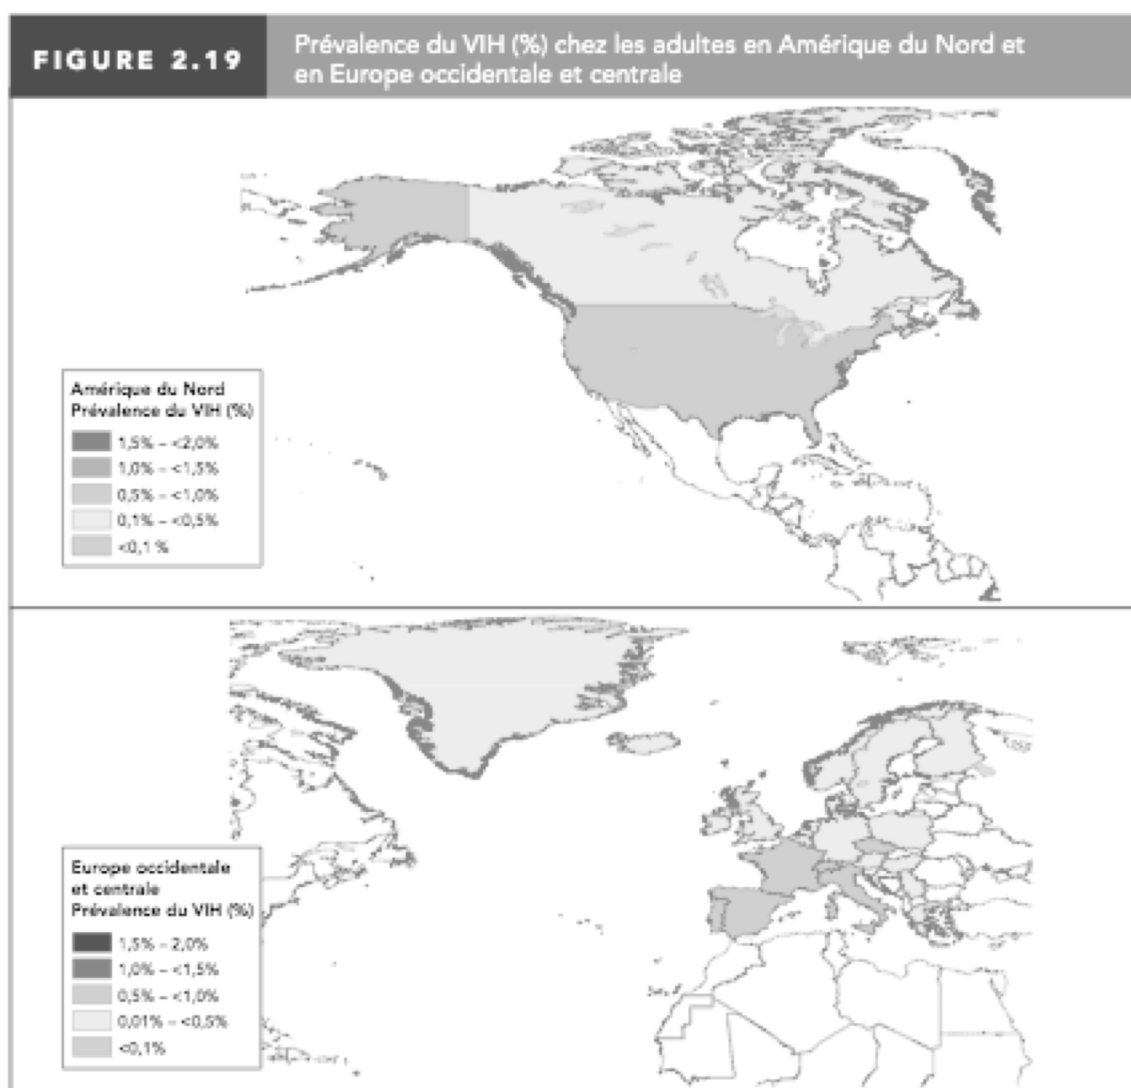 FIGURE 2.19
Prévalence du VIH (%) chez les adultes en Amérique du Nord et
en Europe occidentale et centrale
Amérique du Nord
Prévalence du VIH (%)
1,5% – <2,0%
1,0% – <1,5%
0,5% – <1,0%
0,1% – <0,5%
<0,1 %
Europe occidentale
et centrale
Prévalence du VIH (%)
1,5% – 2,0%
1,0% – <1,5%
0,5% – <1,0%
0,01% – <0,5%
<0,1%